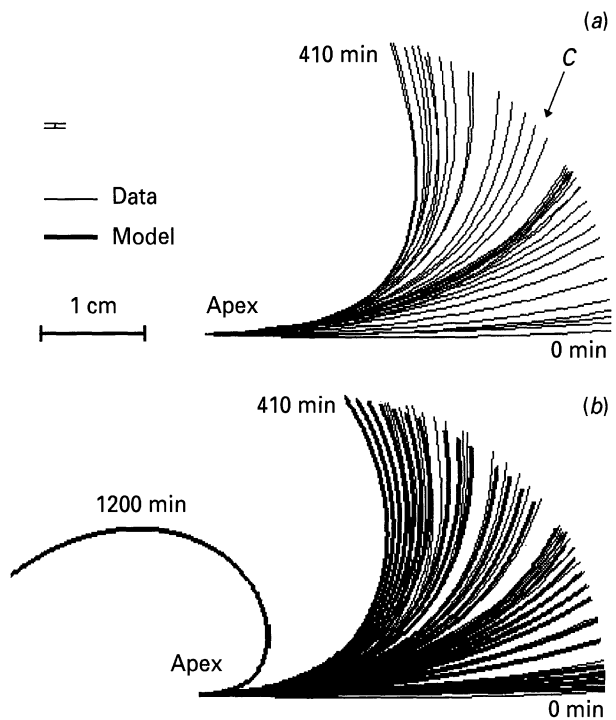 (a)
410 min
C
Data
Model
1 cm
Apex
0 min
410 min
(b)
1200 min
Apex
0 min